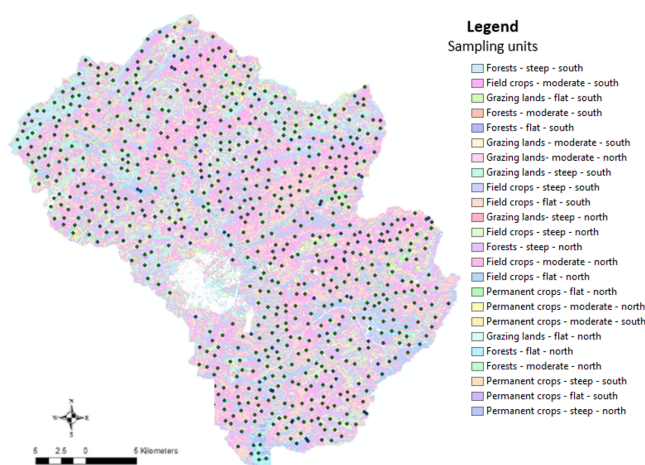 Legend
Sampling units
Forests - steep - south
Field crops - moderate - south
Grazing lands - flat - south
Forests - moderate - south
Forests - flat - south
Grazing lands - moderate - south
Grazing lands- moderate - north
Grazing lands - steep - south
Field crops - steep - south
Field crops - flat - south
Grazing lands- steep - north
Field crops - steep - north
Forests - steep - north
Field crops - moderate - north
Field crops - flat - north
Permanent crops - flat - north
Permanent crops - moderate - north
Permanent crops - moderate - south
Grazing lands - flat - north
Forests - flat - north
Forests - moderate - north
Permanent crops - steep - south
Permanent crops - flat - south
Permanent crops - steep - north
N
W E
S
5 2.5 0 5 Kilometers